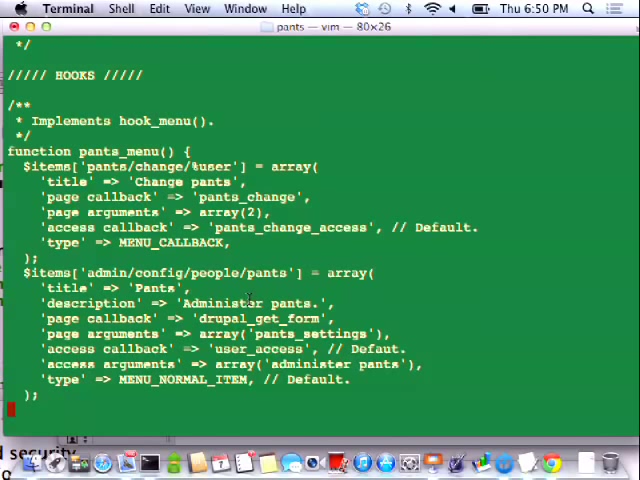 Terminal Shell Edit View Window Help Thu 6:50 PM
pants — vim — 80×26
*/
///// HOOKS /////
/**
* Implements hook_menu().
*/
function pants_menu() {
$items['pants/change/%user'] = array(
'title' => 'Change pants',
'page callback' => 'pants_change',
'page arguments' => array(2),
'access callback' => 'pants_change_access', // Default.
'type' => MENU_CALLBACK,
);
$items['admin/config/people/pants'] = array(
'title' => 'Pants',
'description' => 'Administer pants.',
'page callback' => 'drupal_get_form',
'page arguments' => array('pants_settings'),
'access callback' => 'user_access', // Defaut.
'access arguments' => array('administer pants'),
'type' => MENU_NORMAL_ITEM, // Default.
);
d security